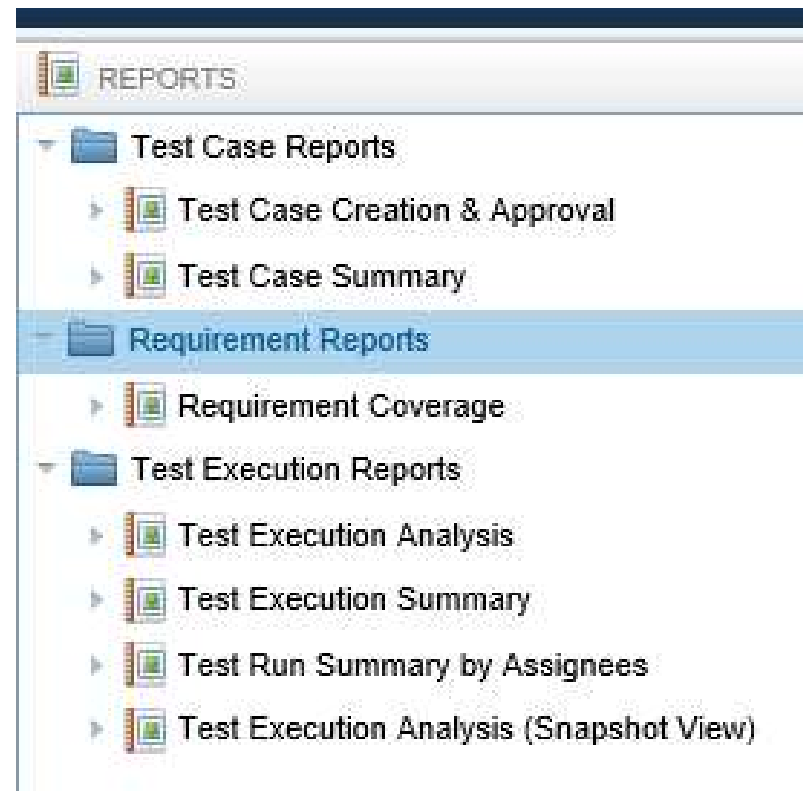 REPORTS
Test Case Reports
Test Case Creation & Approval
Test Case Summary
Requirement Reports
Requirement Coverage
Test Execution Reports
Test Execution Analysis
Test Execution Summary
Test Run Summary by Assignees
Test Execution Analysis (Snapshot View)